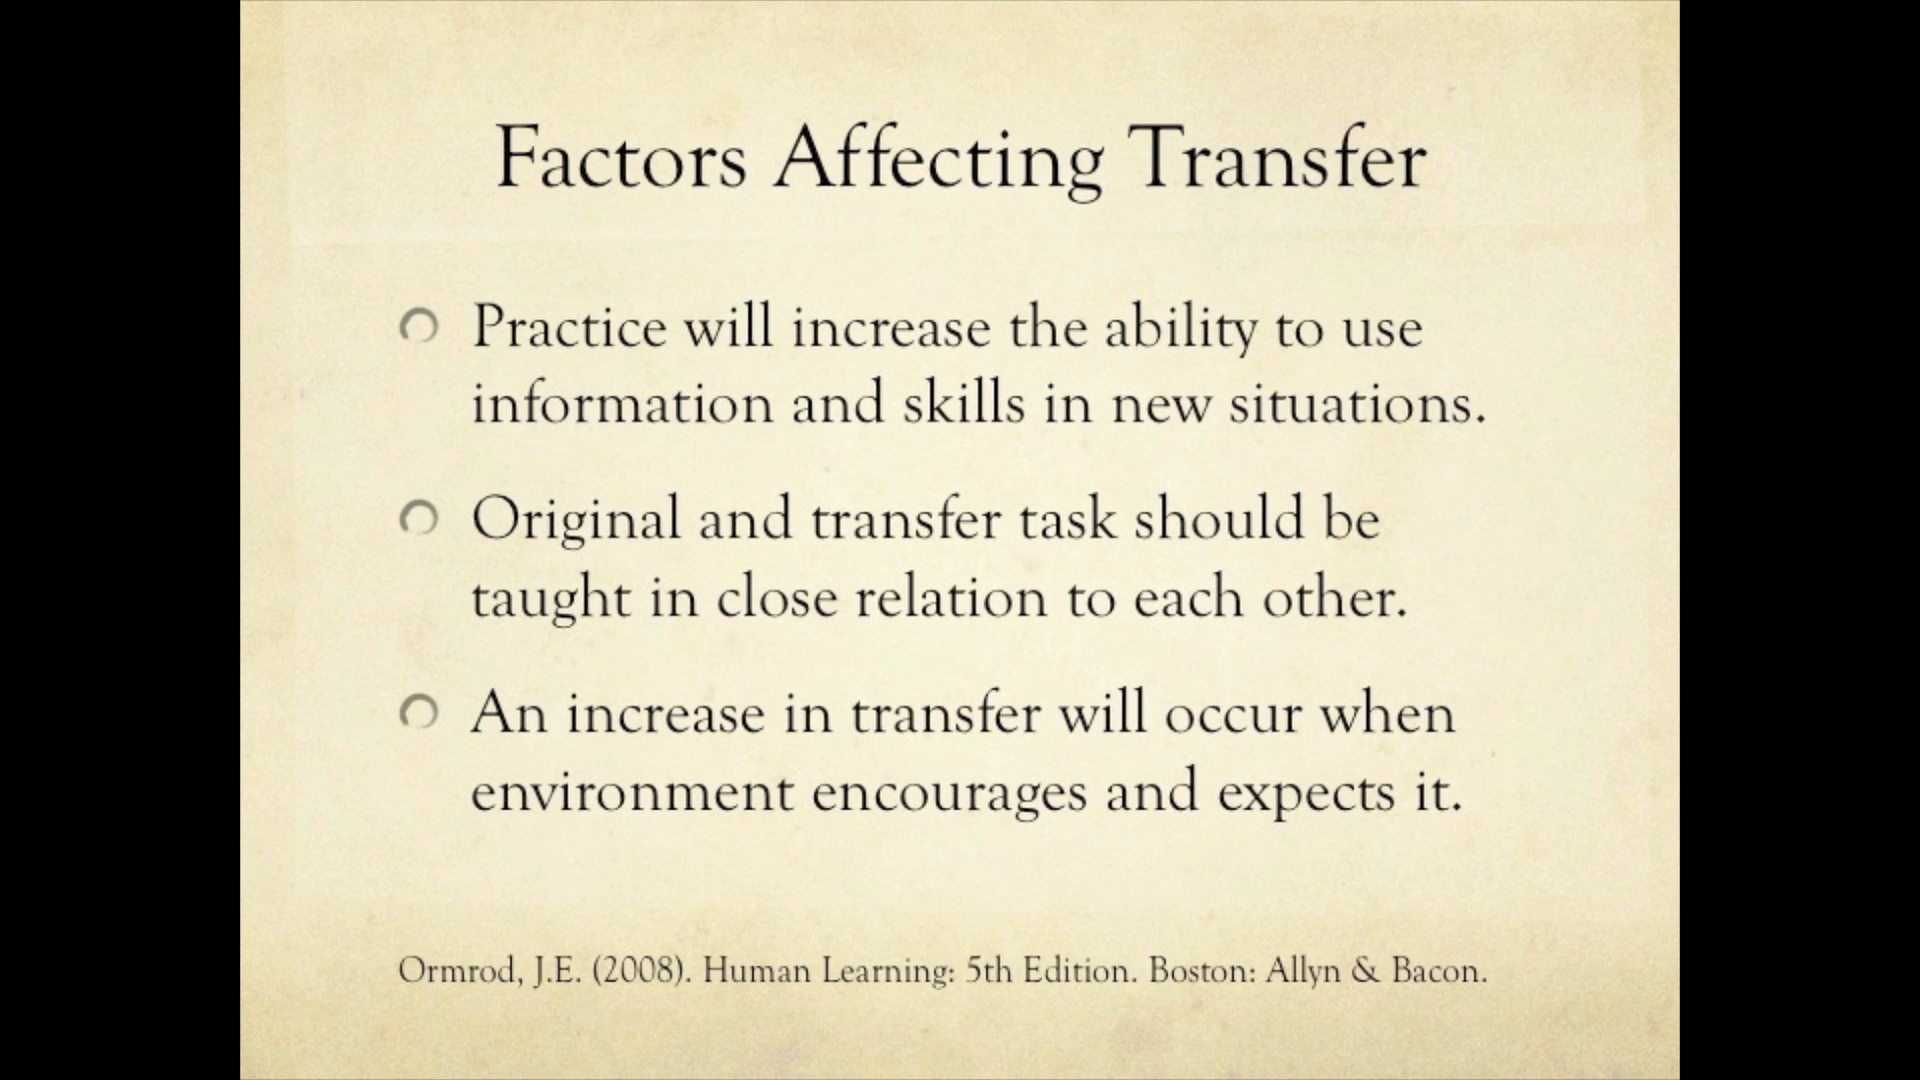 Factors Affecting Transfer
Practice will increase the ability to use
information and skills in new situations.
Original and transfer task should be
taught in close relation to each other.
An increase in transfer will occur when
environment encourages and expects it.
Ormrod, J.E. (2008). Human Learning: 5th Edition. Boston: Allyn & Bacon.